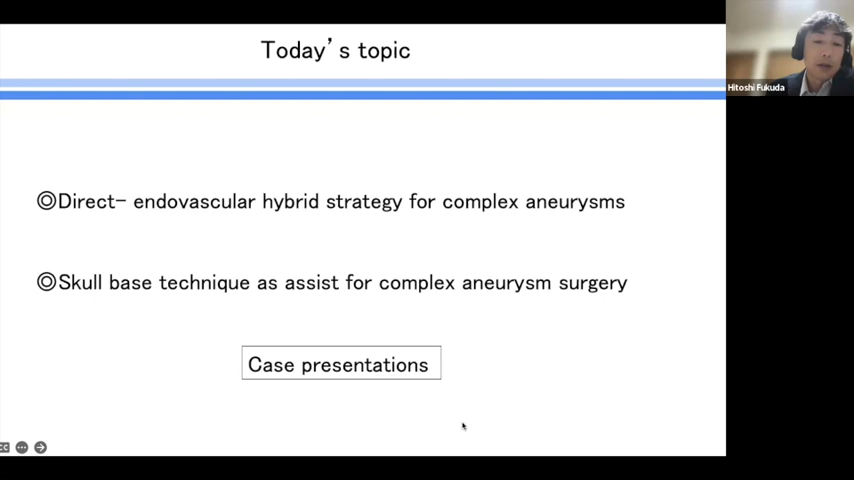 Today's topic
Hitoshi Fukuda
◎Direct- endovascular hybrid strategy for complex aneurysms
◎Skull base technique as assist for complex aneurysm surgery
Case presentations
CC